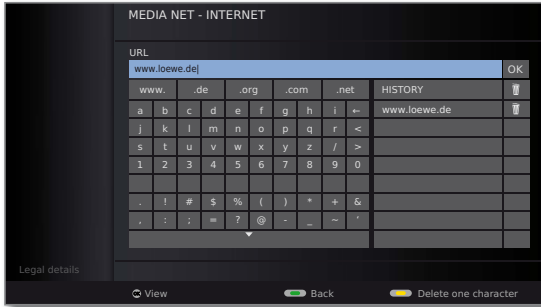 MEDIA NET - INTERNET
URL
www.loewe.de
OK
www. .de .org .com .net HISTORY
a b c d e f g h i ← www.loewe.de
j k l m n o p q r <
s t u v w x y z / >
1 2 3 4 5 6 7 8 9 0
. ! # $ % ( ) * + &
, : ; = ? @ - _ ~ '
Legal details
OK View Back Delete one character